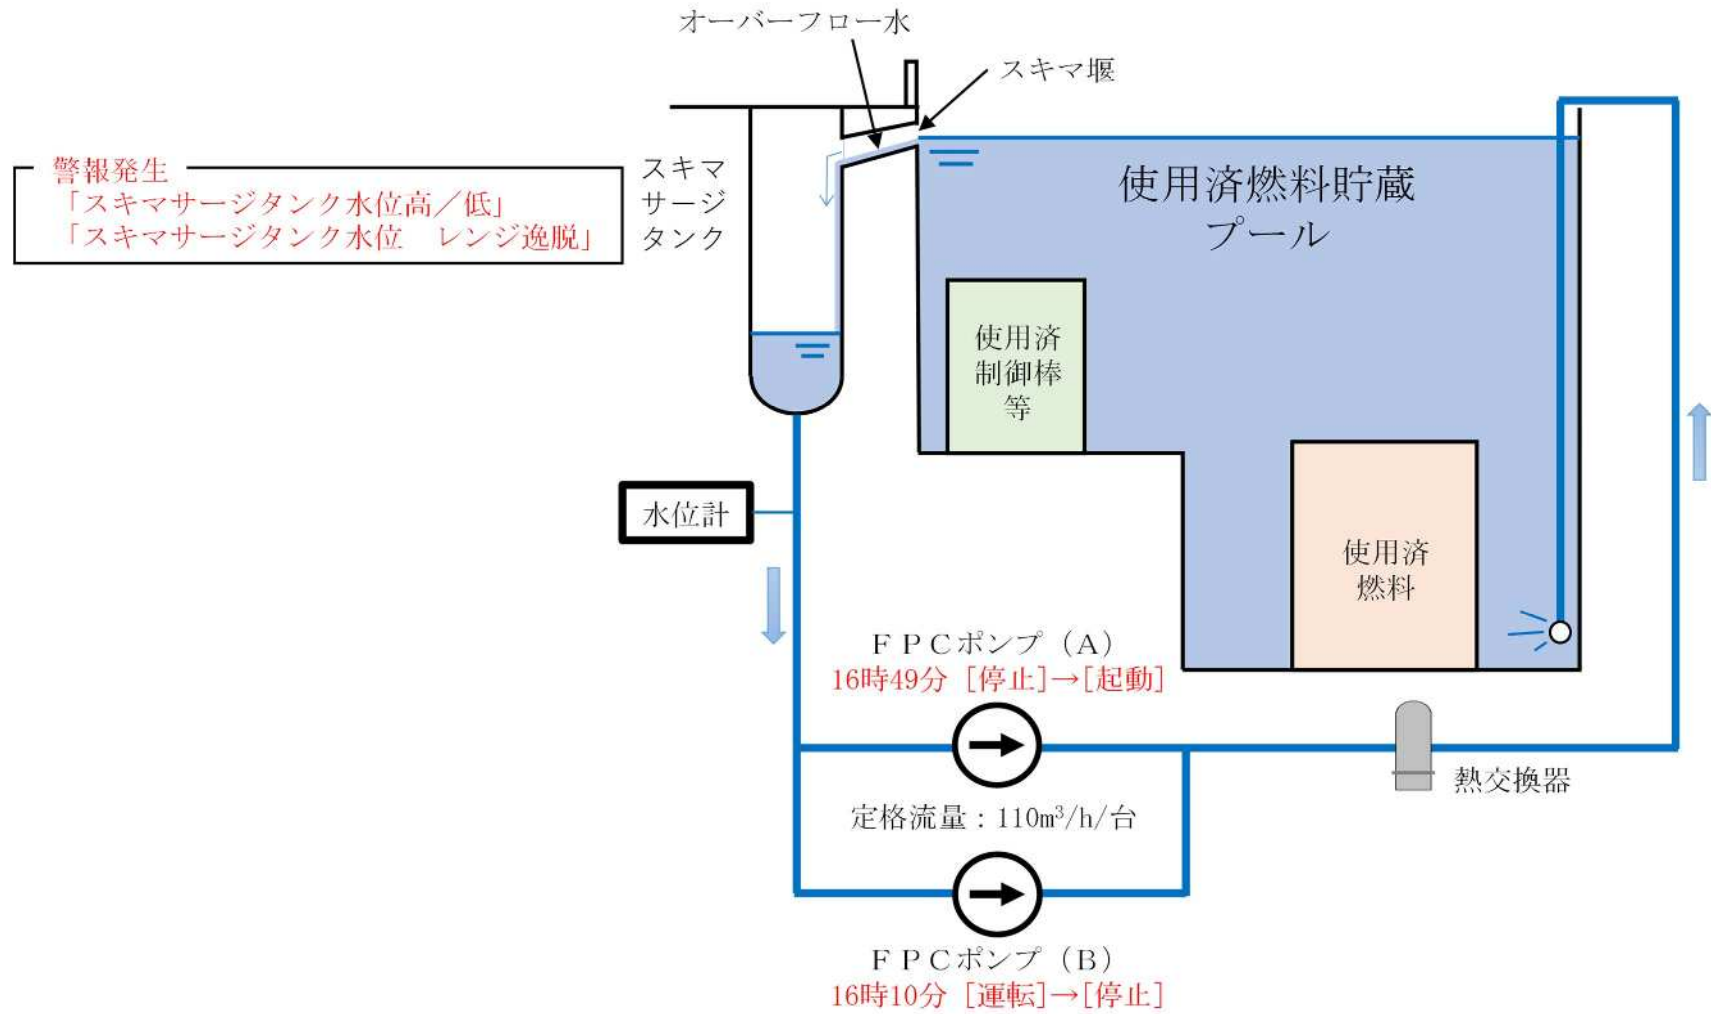 オーバーフロー水
スキマ堰
警報発生
「スキマサージタンク水位高／低」
「スキマサージタンク水位　レンジ逸脱」
スキマ
サージ
タンク
使用済燃料貯蔵
プール
使用済
制御棒
等
水位計
使用済
燃料
ＦＰＣポンプ（A）
16時49分［停止］→［起動］
熱交換器
定格流量：110m³/h/台
ＦＰＣポンプ（B）
16時10分［運転］→［停止］